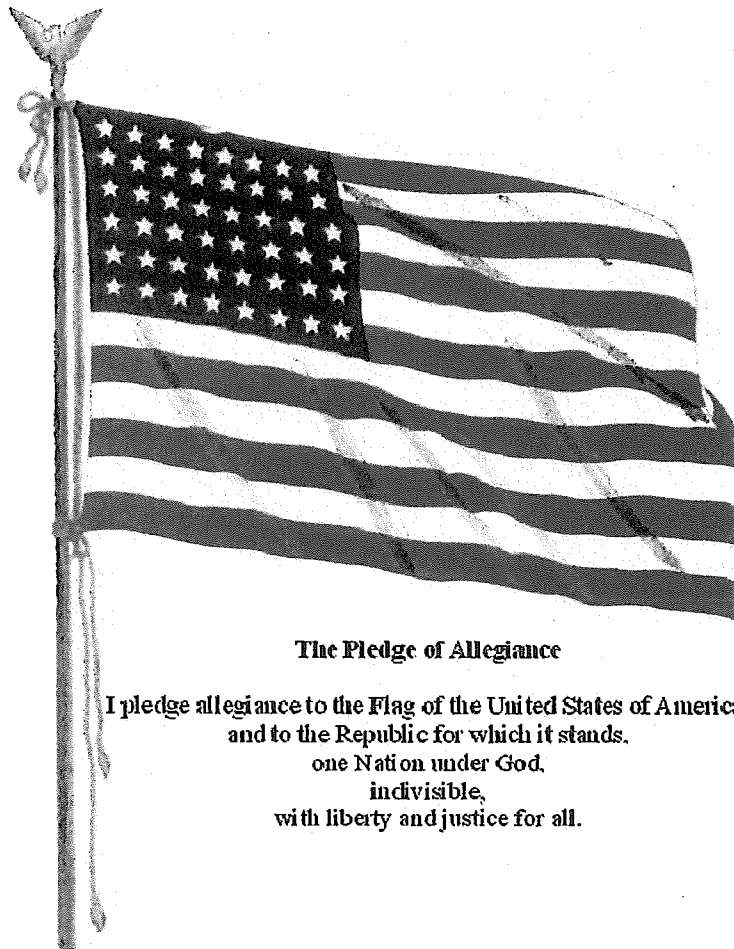 The Pledge of Allegiance
I pledge allegiance to the Flag of the United States of America
and to the Republic for which it stands,
one Nation under God,
indivisible,
with liberty and justice for all.